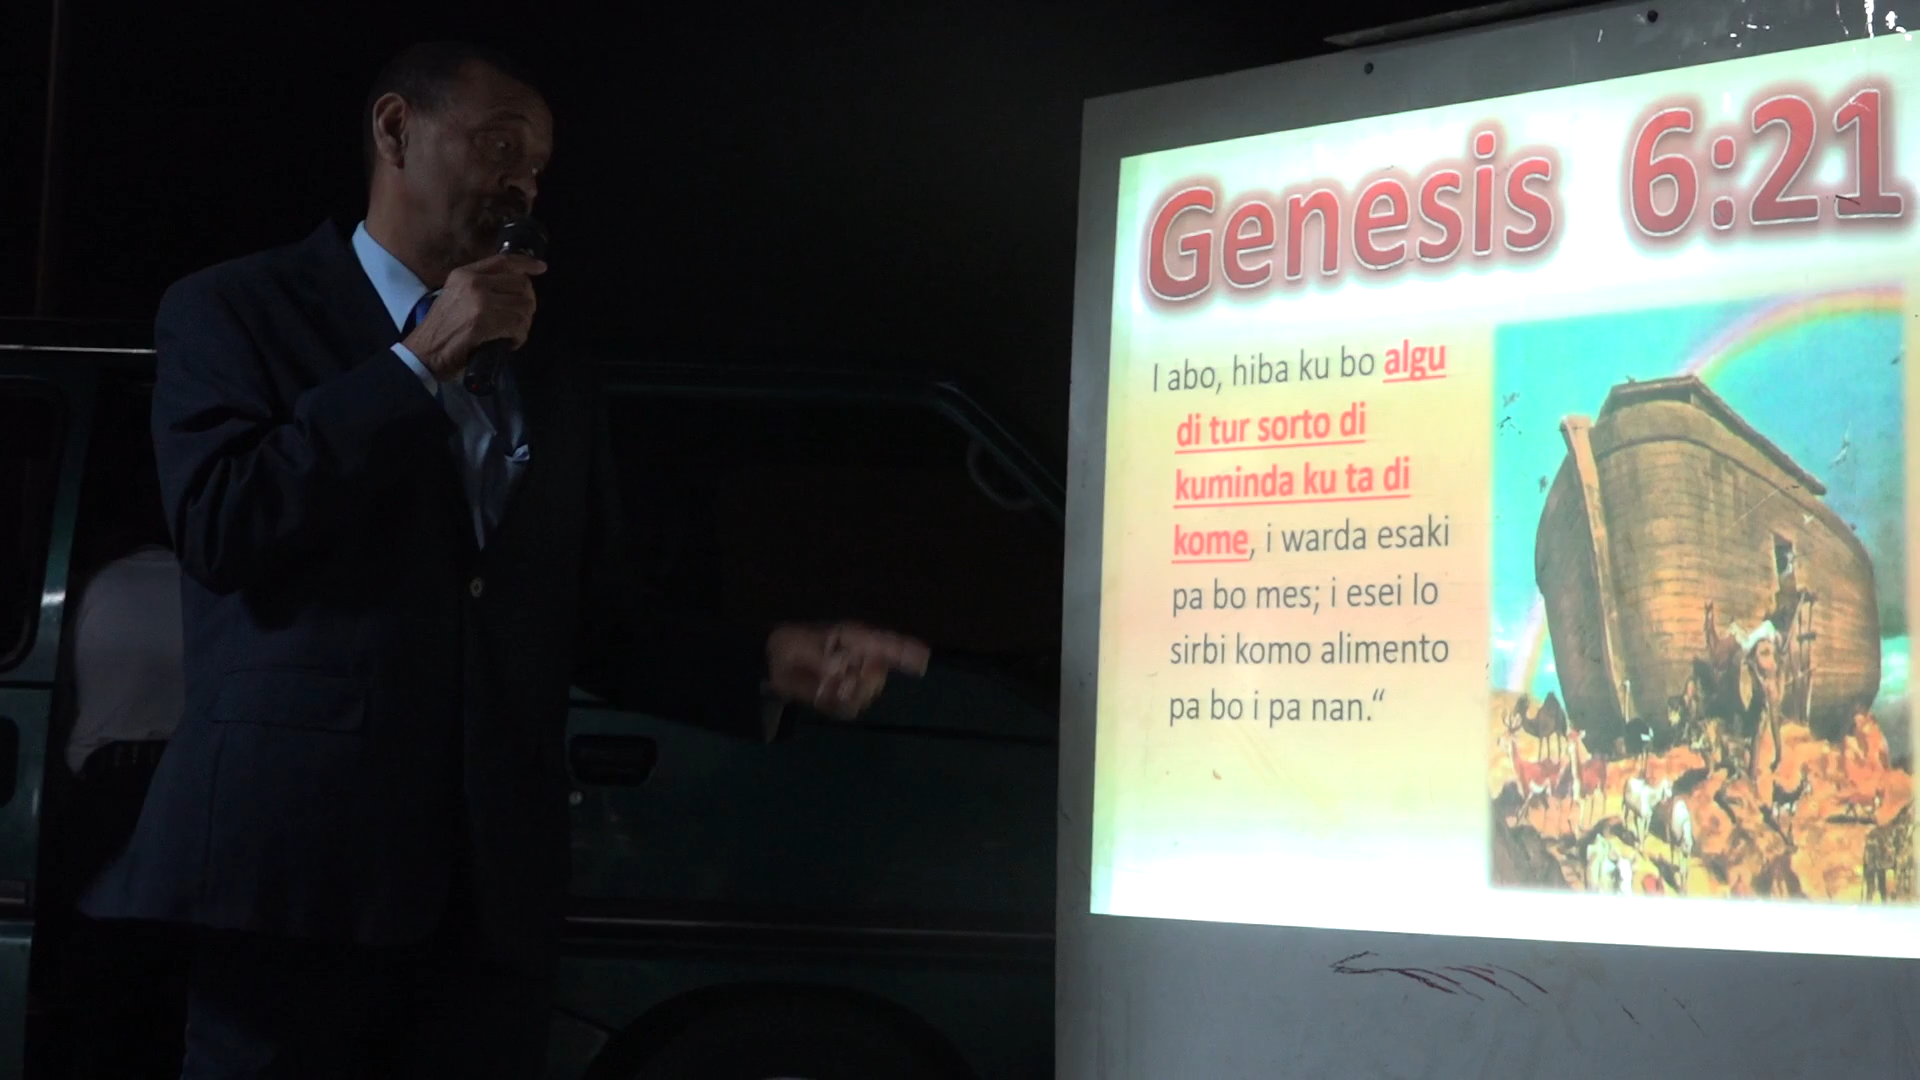 Genesis 6:21
I abo, hiba ku bo algu
di tur sorto di
kuminda ku ta di
kome, i warda esaki
pa bo mes; i esei lo
sirbi komo alimento
pa bo i pa nan.“